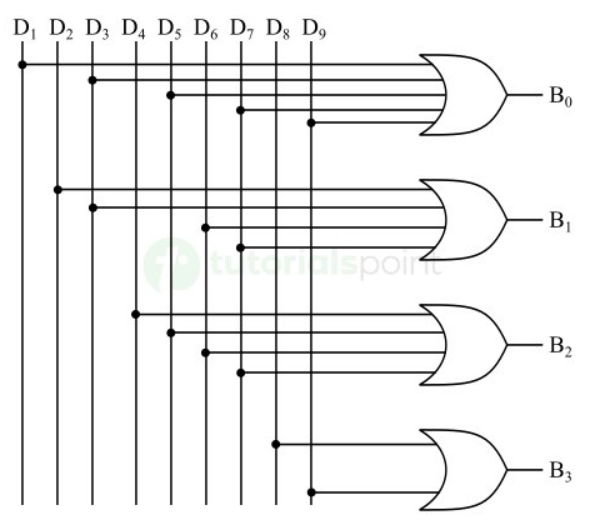 D₁ D₂ D₃ D₄ D₅ D₆ D₇ D₈ D₉
B₀
B₁
tutorialspoint
B₂
B₃